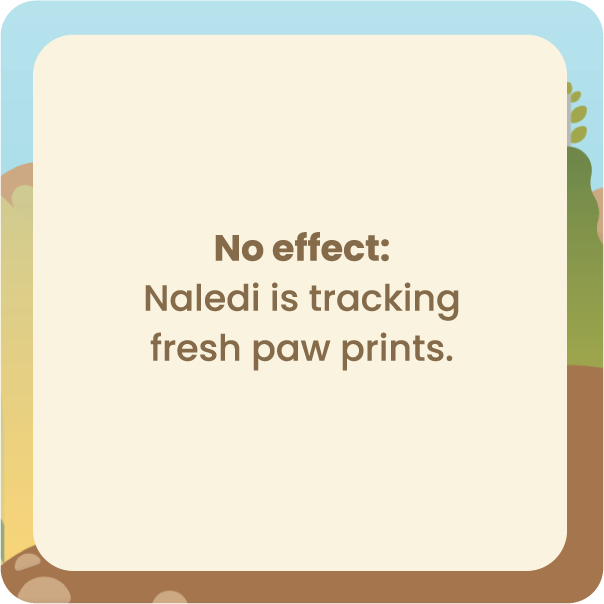 No effect:
Naledi is tracking
fresh paw prints.